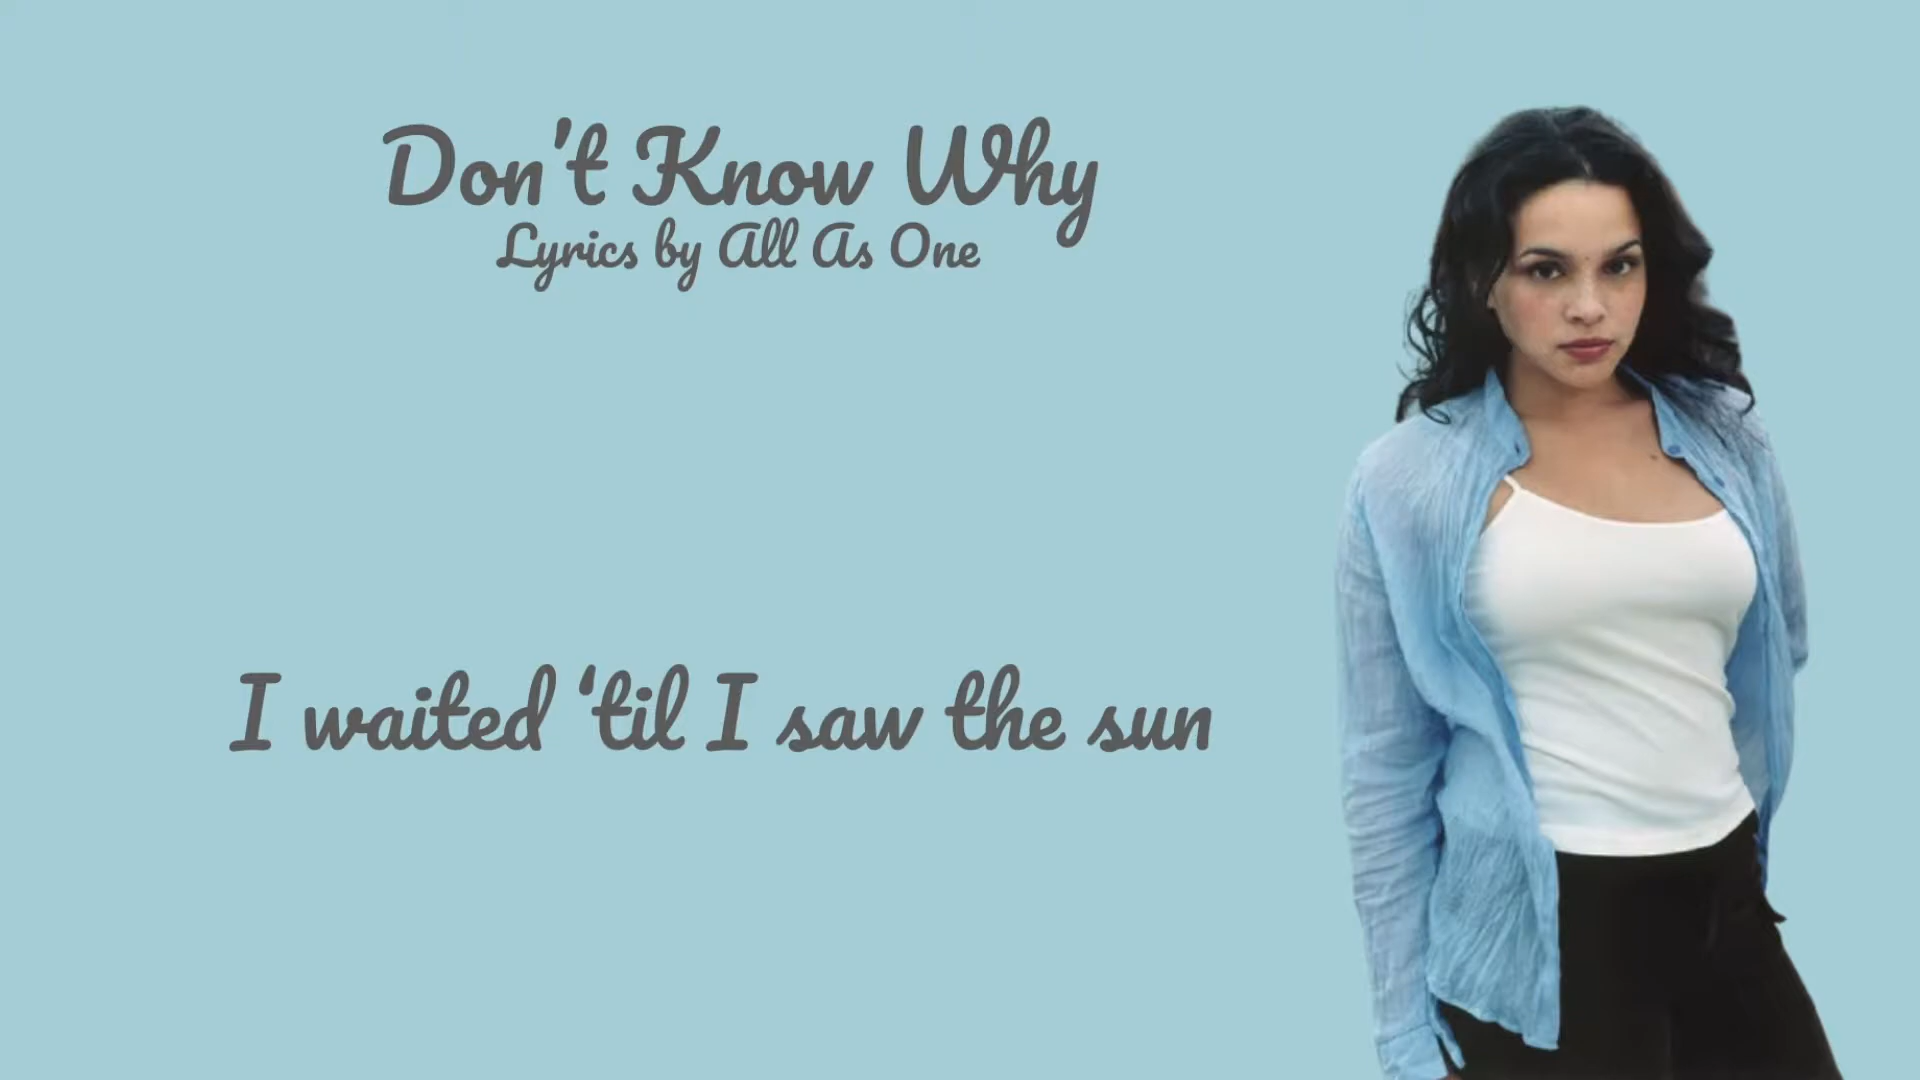 Don't Know Why
Lyrics by All As One
I waited ‘til I saw the sun